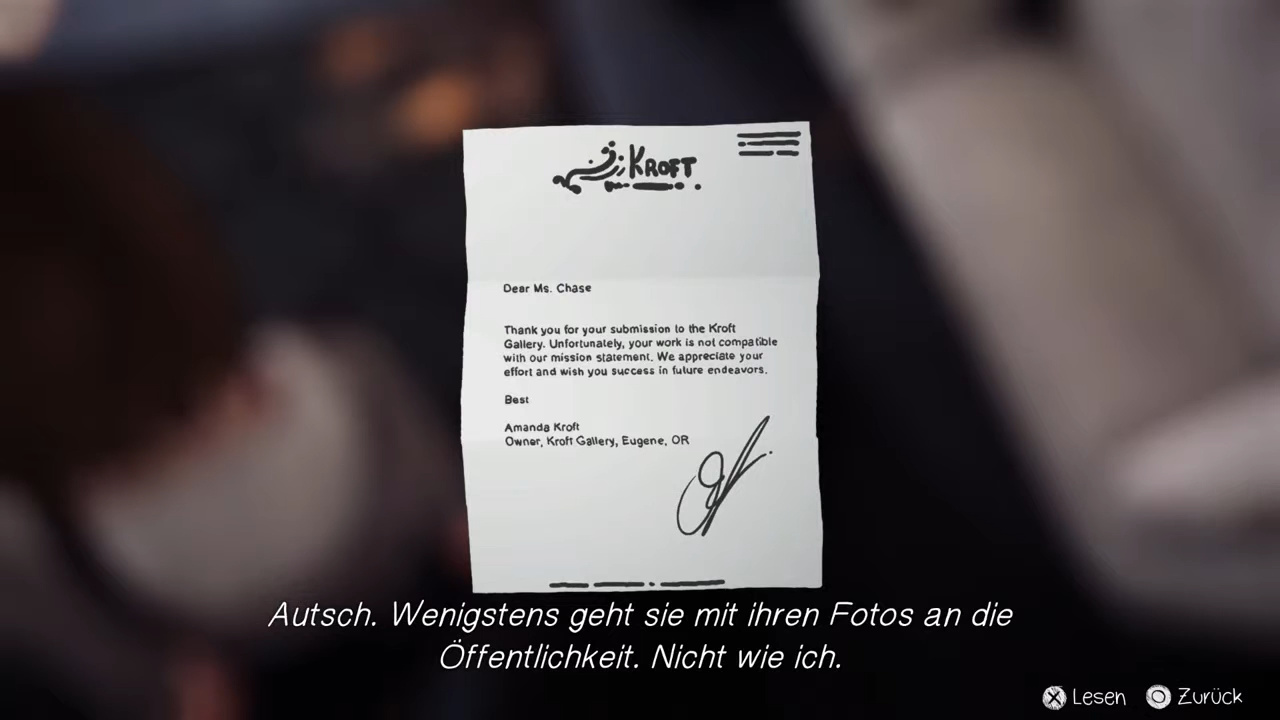 KROFT
Dear Ms. Chase
Thank you for your submission to the Kroft
Gallery. Unfortunately, your work is not compatible
with our mission statement. We appreciate your
effort and wish you success in future endeavors.
Best
Amanda Kroft
Owner, Kroft Gallery, Eugene, OR
Autsch. Wenigstens geht sie mit ihren Fotos an die
Öffentlichkeit. Nicht wie ich.
Lesen Zurück